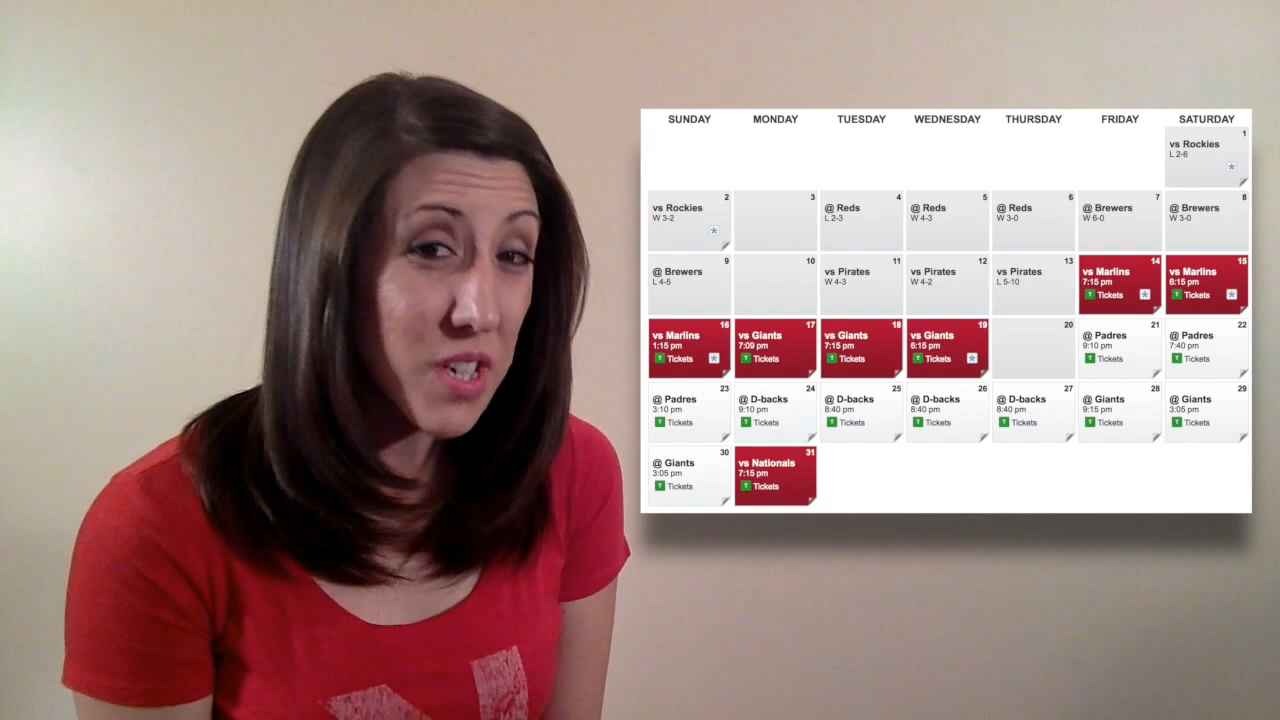 SUNDAY MONDAY TUESDAY WEDNESDAY THURSDAY FRIDAY SATURDAY
1
vs Rockies
L 2-6
2
vs Rockies
W 3-2
3
4
@ Reds
L 2-3
5
@ Reds
W 4-3
6
@ Reds
W 3-0
7
@ Brewers
W 6-0
8
@ Brewers
W 3-0
9
@ Brewers
L 4-5
10
11
vs Pirates
W 4-3
12
vs Pirates
W 4-2
13
vs Pirates
L 5-10
14
vs Marlins
7:15 pm
T Tickets
15
vs Marlins
6:15 pm
T Tickets
16
vs Marlins
1:15 pm
T Tickets
17
vs Giants
7:09 pm
T Tickets
18
vs Giants
7:15 pm
T Tickets
19
vs Giants
6:15 pm
T Tickets
20
21
@ Padres
9:10 pm
T Tickets
22
@ Padres
7:40 pm
T Tickets
23
@ Padres
3:10 pm
T Tickets
24
@ D-backs
9:10 pm
T Tickets
25
@ D-backs
8:40 pm
T Tickets
26
@ D-backs
8:40 pm
T Tickets
27
@ D-backs
8:40 pm
T Tickets
28
@ Giants
9:15 pm
T Tickets
29
@ Giants
3:05 pm
T Tickets
30
@ Giants
3:05 pm
T Tickets
31
vs Nationals
7:15 pm
T Tickets